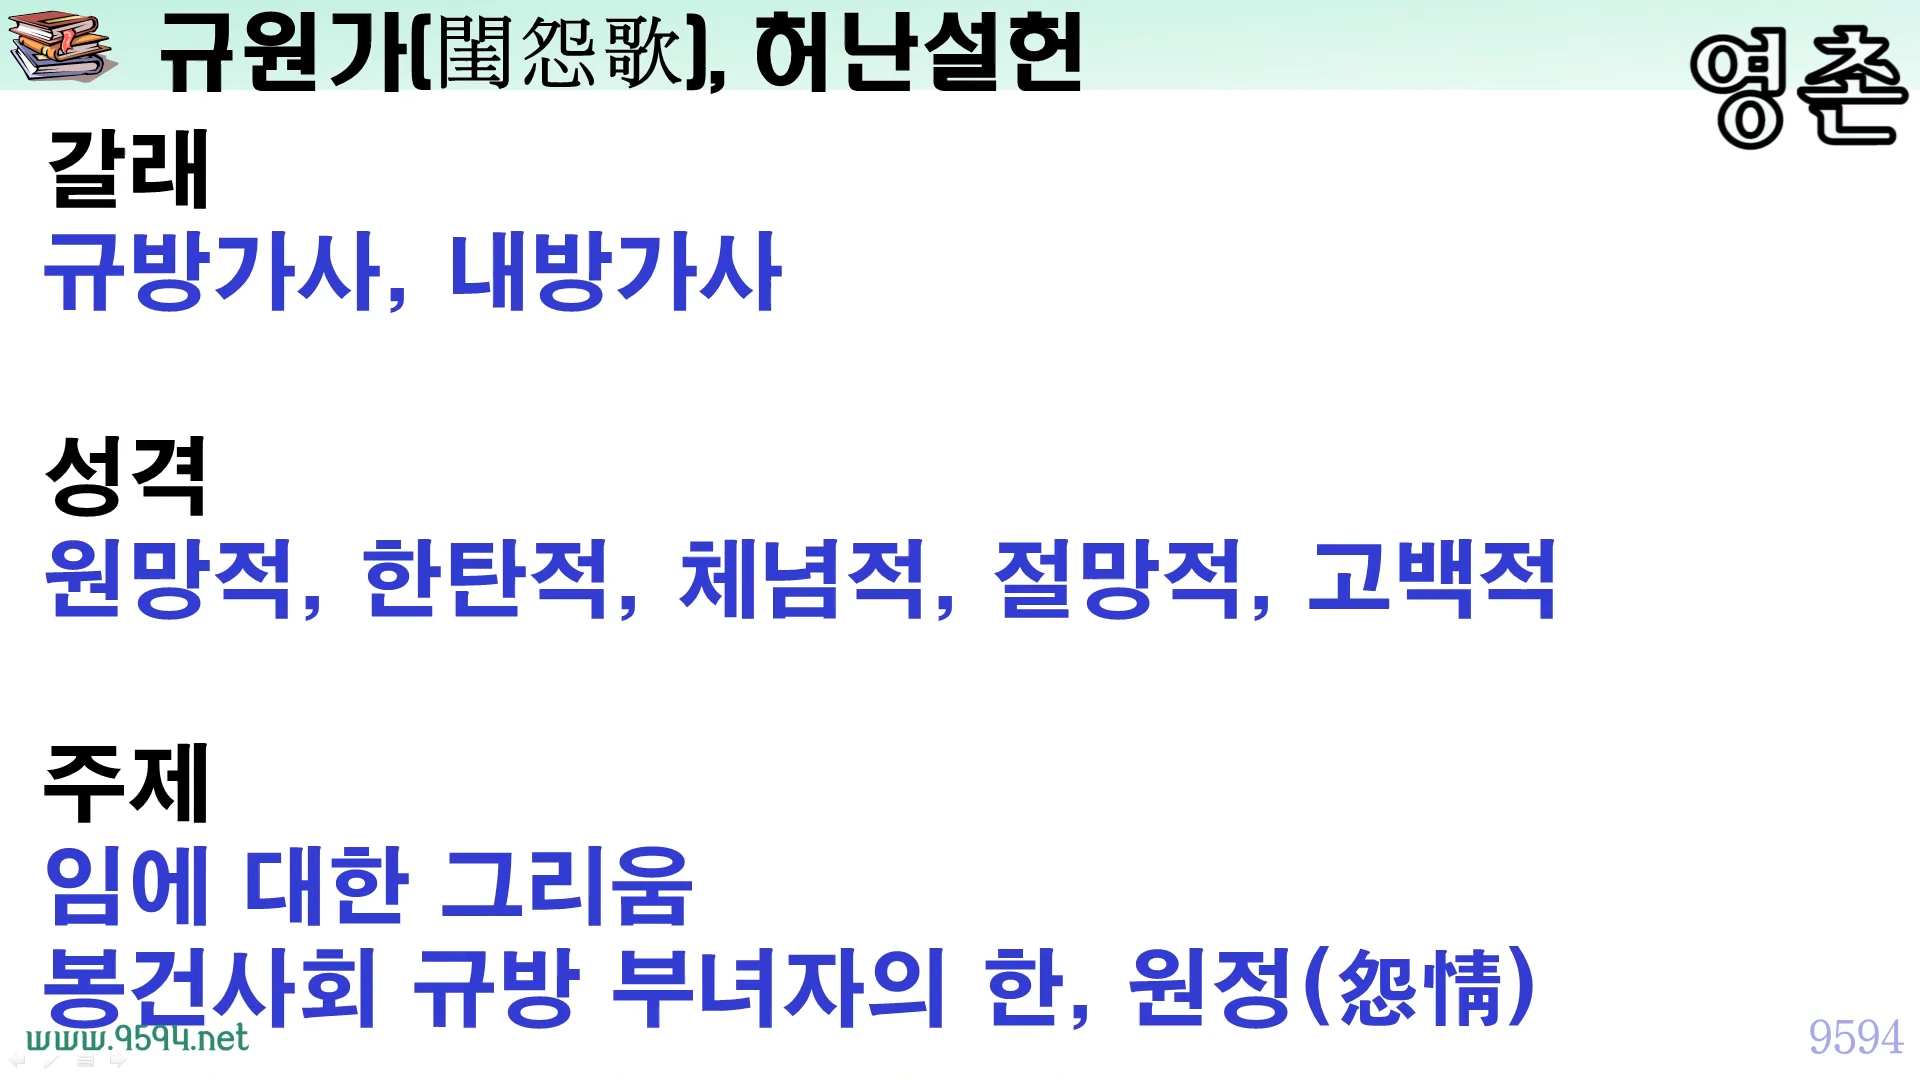 규원가(閨怨歌), 허난설헌
영촌
갈래
규방가사, 내방가사
성격
원망적, 한탄적, 체념적, 절망적, 고백적
주제
임에 대한 그리움
봉건사회 규방 부녀자의 한, 원정(怨情)
www.9594.net
9594